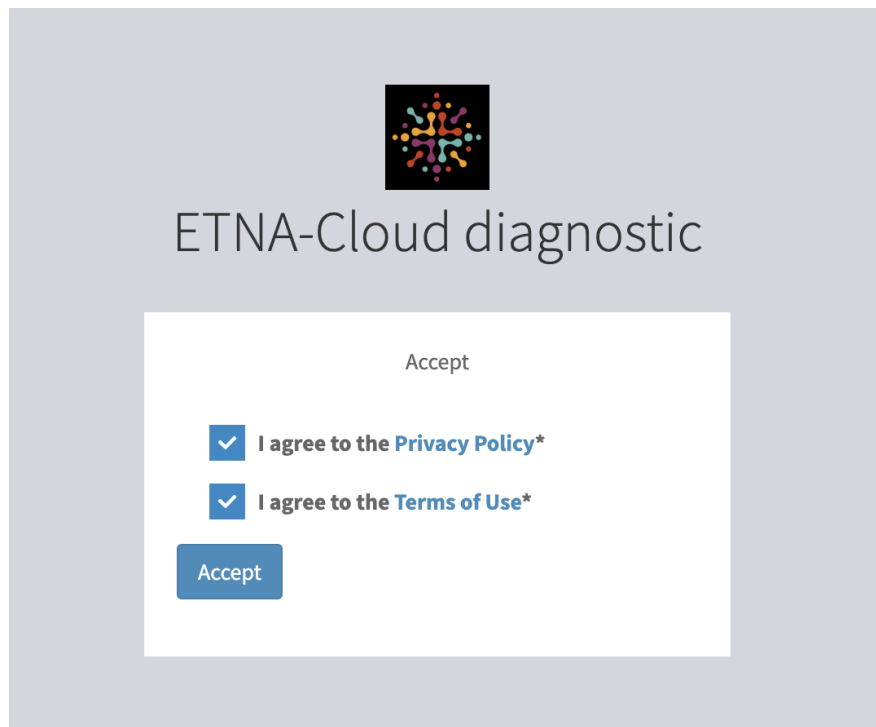 ETNA-Cloud diagnostic
Accept
I agree to the Privacy Policy*
I agree to the Terms of Use*
Accept